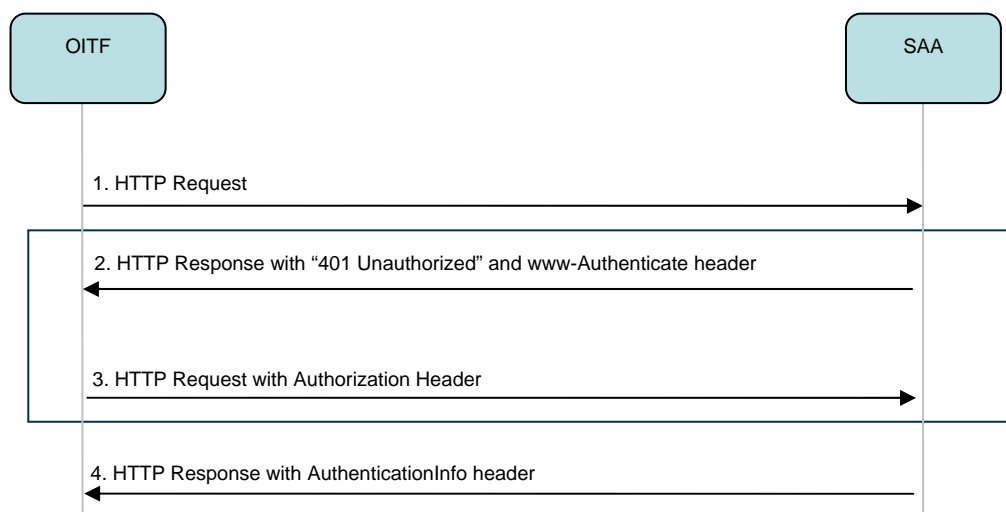 OITF
SAA
1. HTTP Request
2. HTTP Response with “401 Unauthorized” and www-Authenticate header
3. HTTP Request with Authorization Header
4. HTTP Response with AuthenticationInfo header